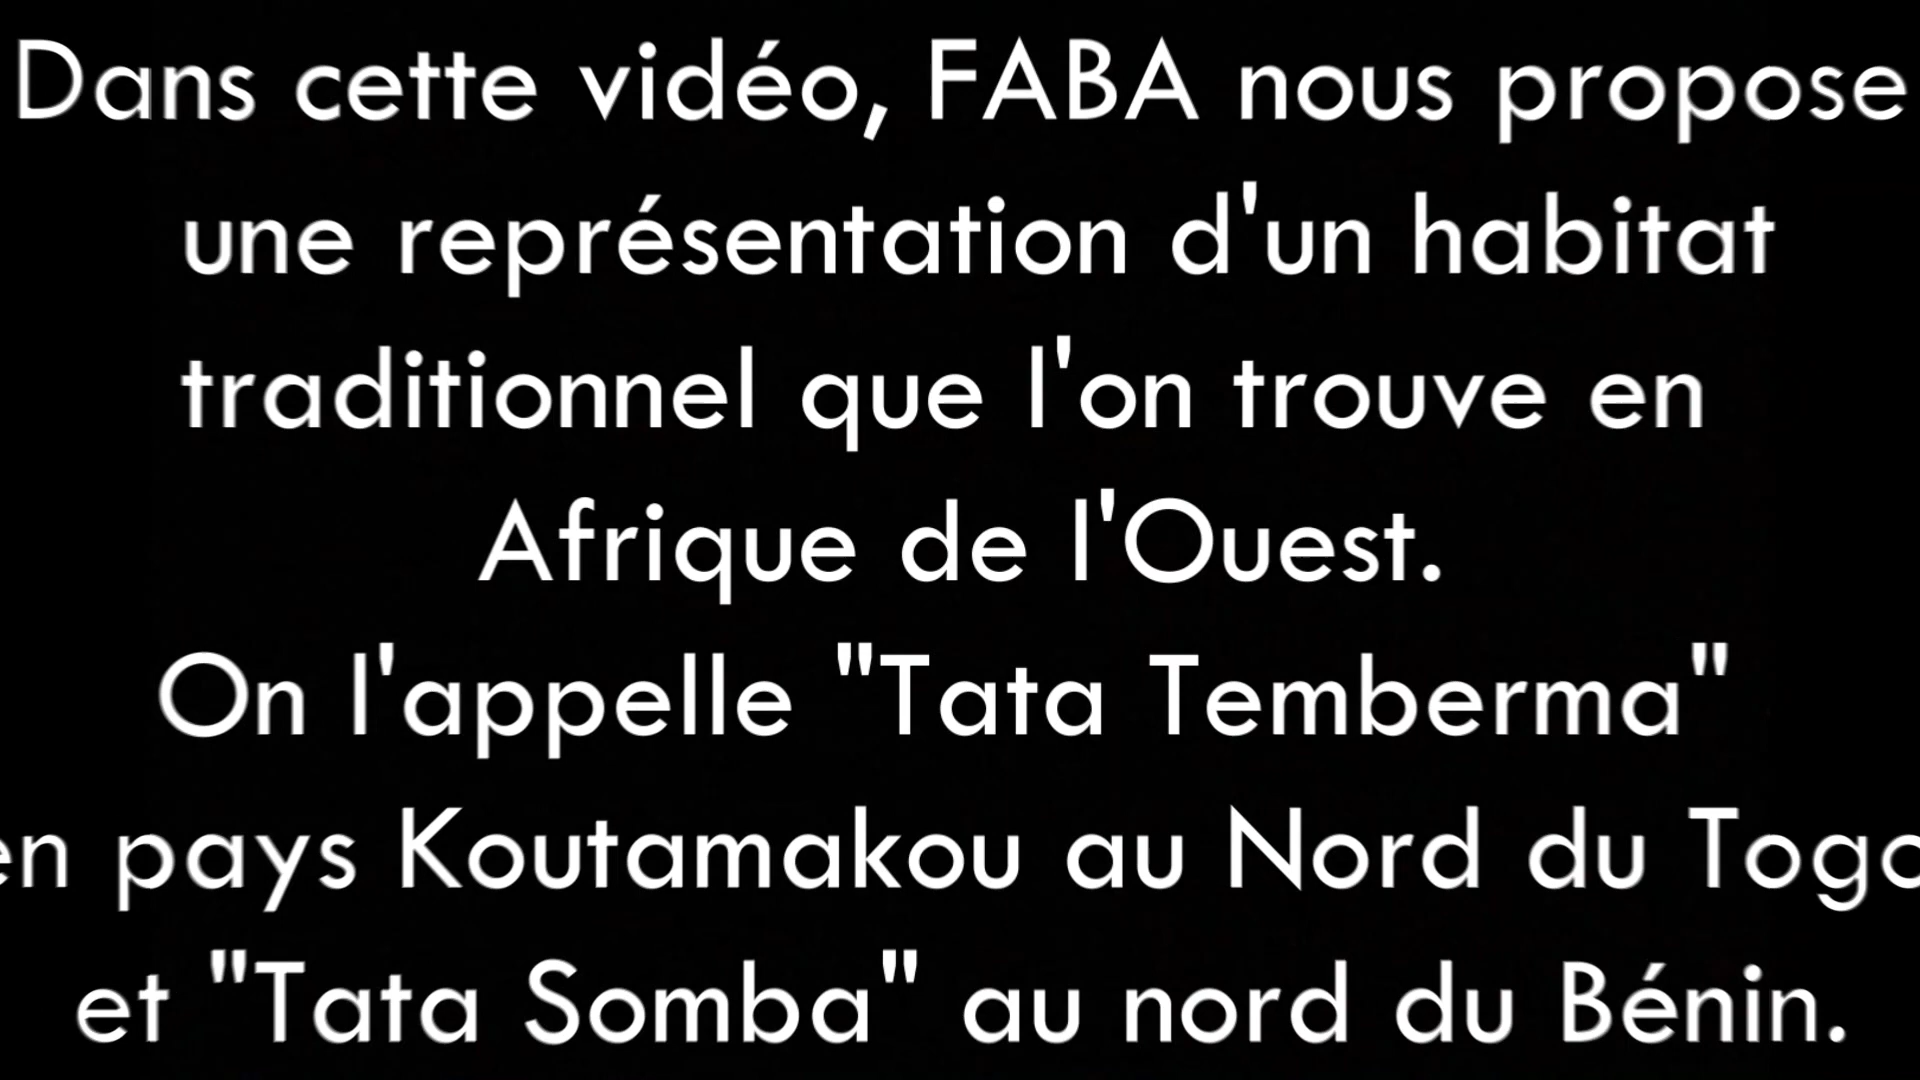 Dans cette vidéo, FABA nous propose
une représentation d'un habitat
traditionnel que l'on trouve en
Afrique de l'Ouest.
On l'appelle "Tata Temberma"
en pays Koutamakou au Nord du Togo
et "Tata Somba" au nord du Bénin.